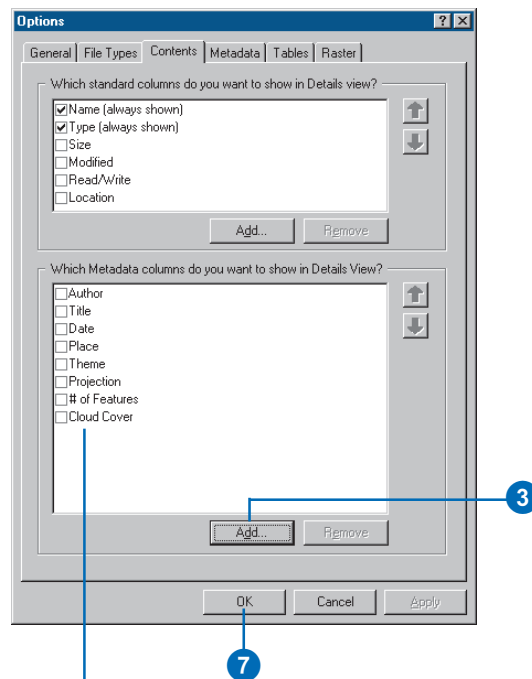 Options
General File Types Contents Metadata Tables Raster
Which standard columns do you want to show in Details view?
Name (always shown)
Type (always shown)
Size
Modified
Read/Write
Location
Add... Remove
Which Metadata columns do you want to show in Details View?
Author
Title
Date
Place
Theme
Projection
# of Features
Cloud Cover
3
Add... Remove
OK Cancel Apply
7